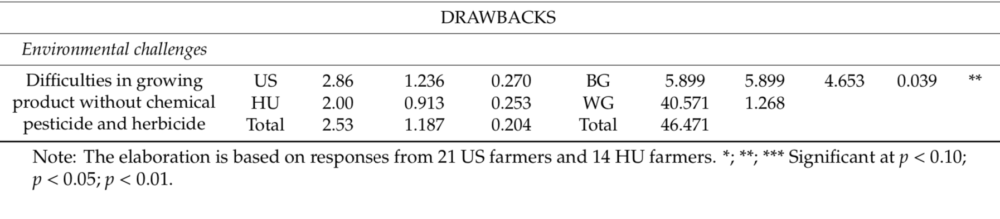 DRAWBACKS
Environmental challenges
Difficulties in growing US 2.86 1.236 0.270 BG 5.899 5.899 4.653 0.039 **
product without chemical HU 2.00 0.913 0.253 WG 40.571 1.268
pesticide and herbicide Total 2.53 1.187 0.204 Total 46.471
Note: The elaboration is based on responses from 21 US farmers and 14 HU farmers. *; **; *** Significant at p < 0.10;
p < 0.05; p < 0.01.